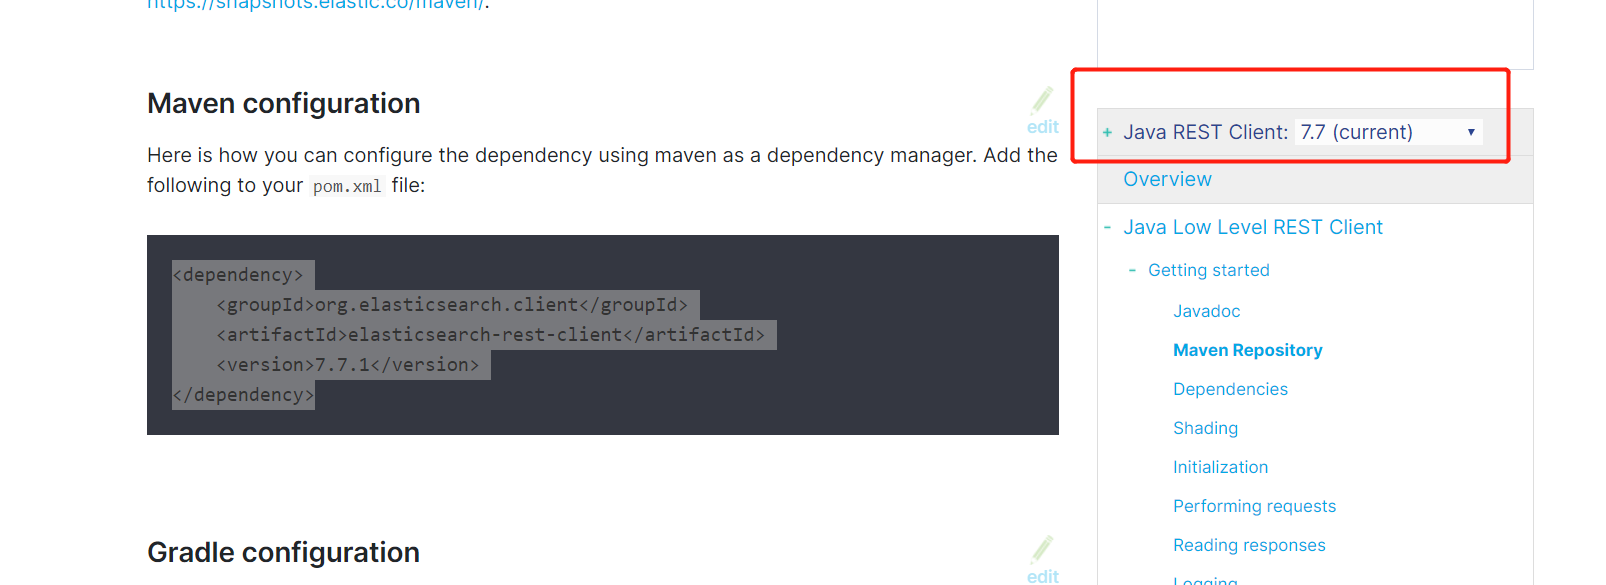 https://snapshots.elastic.co/maven/.
Maven configuration
edit
Here is how you can configure the dependency using maven as a dependency manager. Add the
following to your pom.xml file:
<dependency>
    <groupId>org.elasticsearch.client</groupId>
    <artifactId>elasticsearch-rest-client</artifactId>
    <version>7.7.1</version>
</dependency>
Gradle configuration
edit
+ Java REST Client: 7.7 (current) ▾
Overview
- Java Low Level REST Client
- Getting started
Javadoc
Maven Repository
Dependencies
Shading
Initialization
Performing requests
Reading responses
Logging